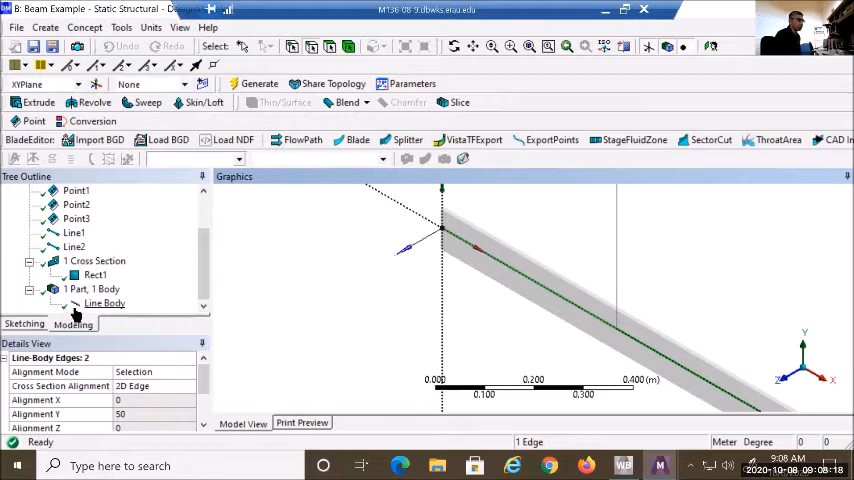 B: Beam Example - Static Structural - Desi
M136-08-9.dbwks.erau.edu
File Create Concept Tools Units View Help
Undo Redo Select:
XYPlane None Generate Share Topology Parameters
Extrude Revolve Sweep Skin/Loft Thin/Surface Blend Chamfer Slice
Point Conversion
BladeEditor: Import BGD Load BGD Load NDF FlowPath Blade Splitter VistaTFExport ExportPoints StageFluidZone SectorCut ThroatArea CAD In
Tree Outline
Graphics
Point1
Point2
Point3
Line1
Line2
1 Cross Section
Rect1
1 Part, 1 Body
Line Body
Sketching Modeling
Details View
Line-Body Edges: 2
Alignment Mode Selection
Cross Section Alignment 2D Edge
Alignment X 0
Alignment Y 50
Alignment Z 0
0.000 0.200 0.400 (m)
0.100 0.300
Y
Z X
Model View Print Preview
Ready 1 Edge Meter Degree 0 0
Type here to search
WB
M
9:08 AM
2020-10-08 09:08:18